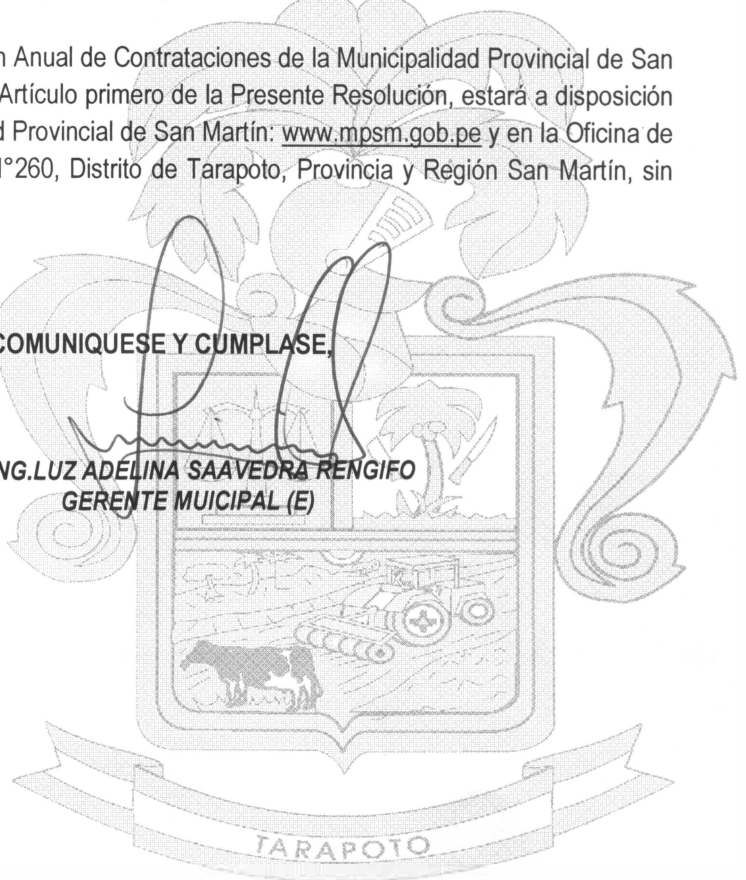 n Anual de Contrataciones de la Municipalidad Provincial de San
Artículo primero de la Presente Resolución, estará a disposición
d Provincial de San Martín: www.mpsm.gob.pe y en la Oficina de
N°260, Distrito de Tarapoto, Provincia y Región San Martín, sin
COMUNIQUESE Y CUMPLASE,
NG.LUZ ADELINA SAAVEDRA RENGIFO
GERENTE MUICIPAL (E)
TARAPOTO